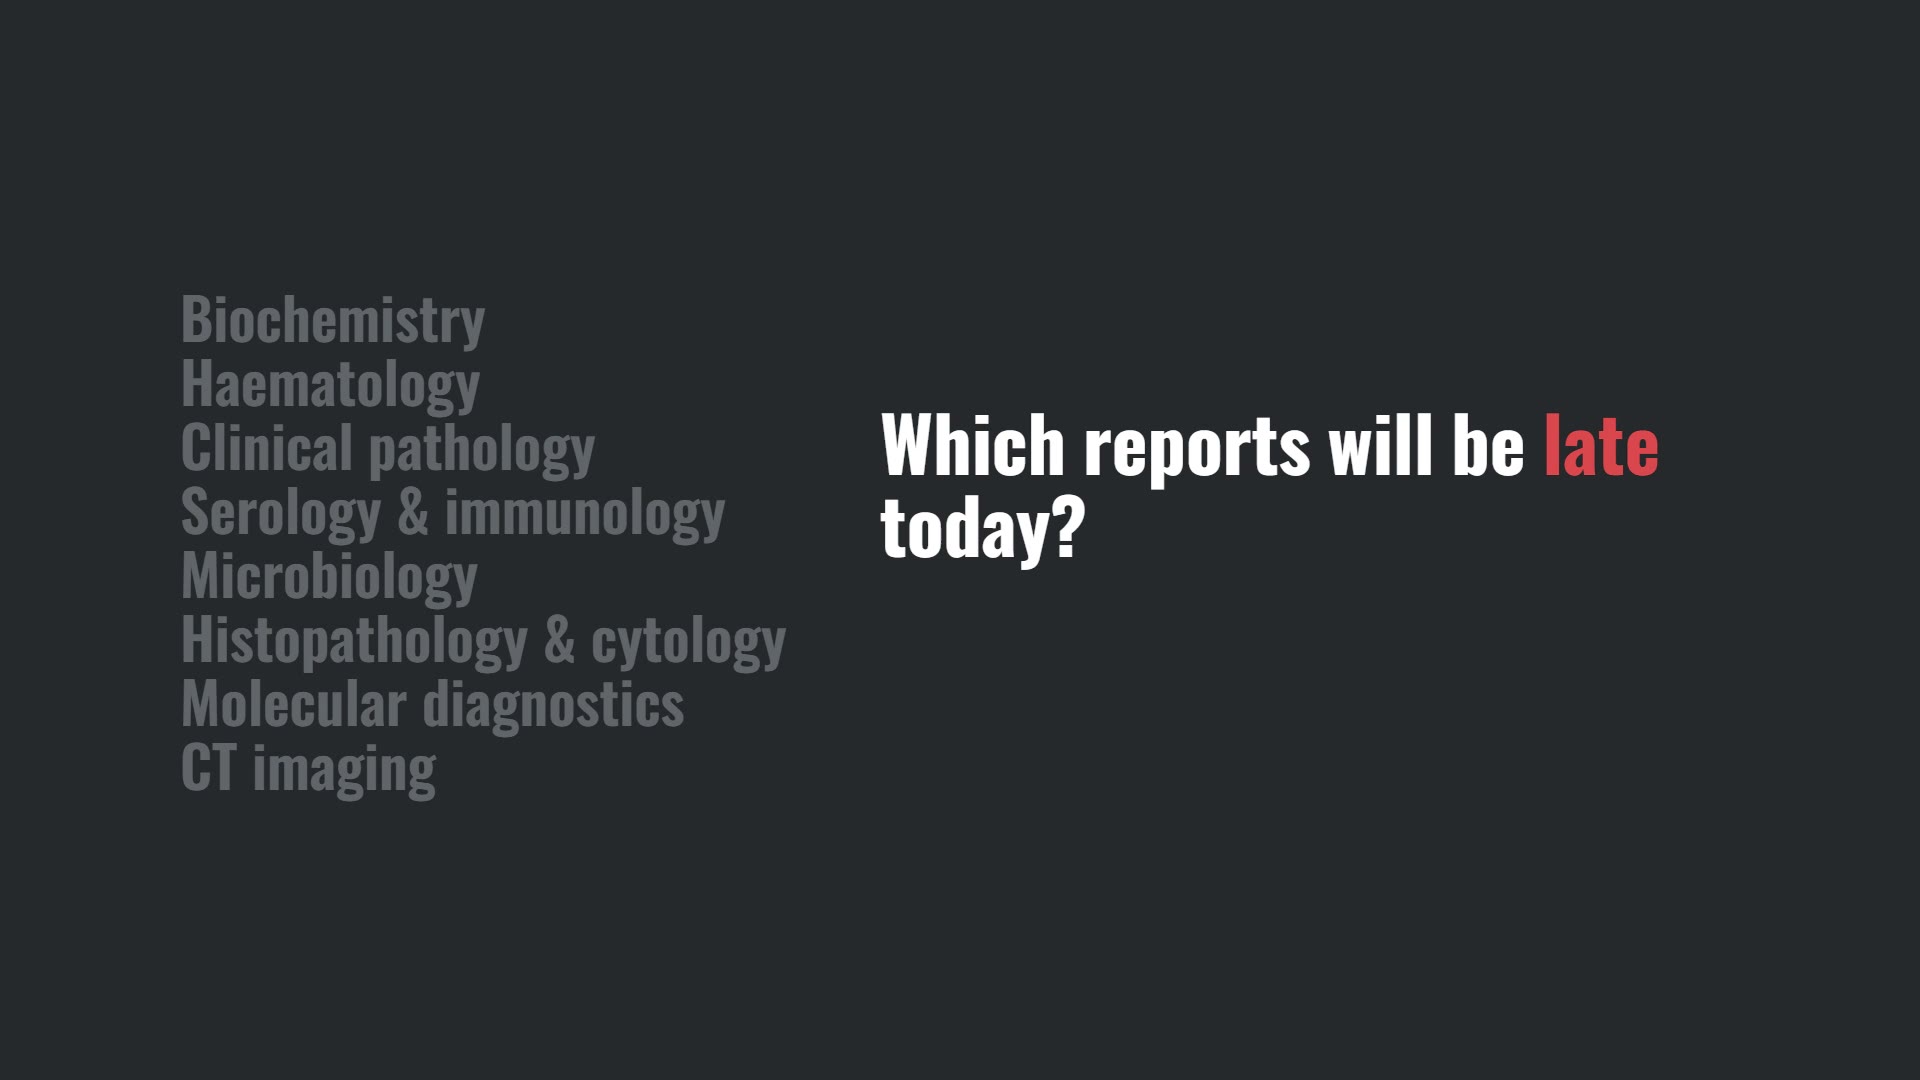 Biochemistry
Haematology
Clinical pathology
Serology & immunology
Microbiology
Histopathology & cytology
Molecular diagnostics
CT imaging
Which reports will be late
today?